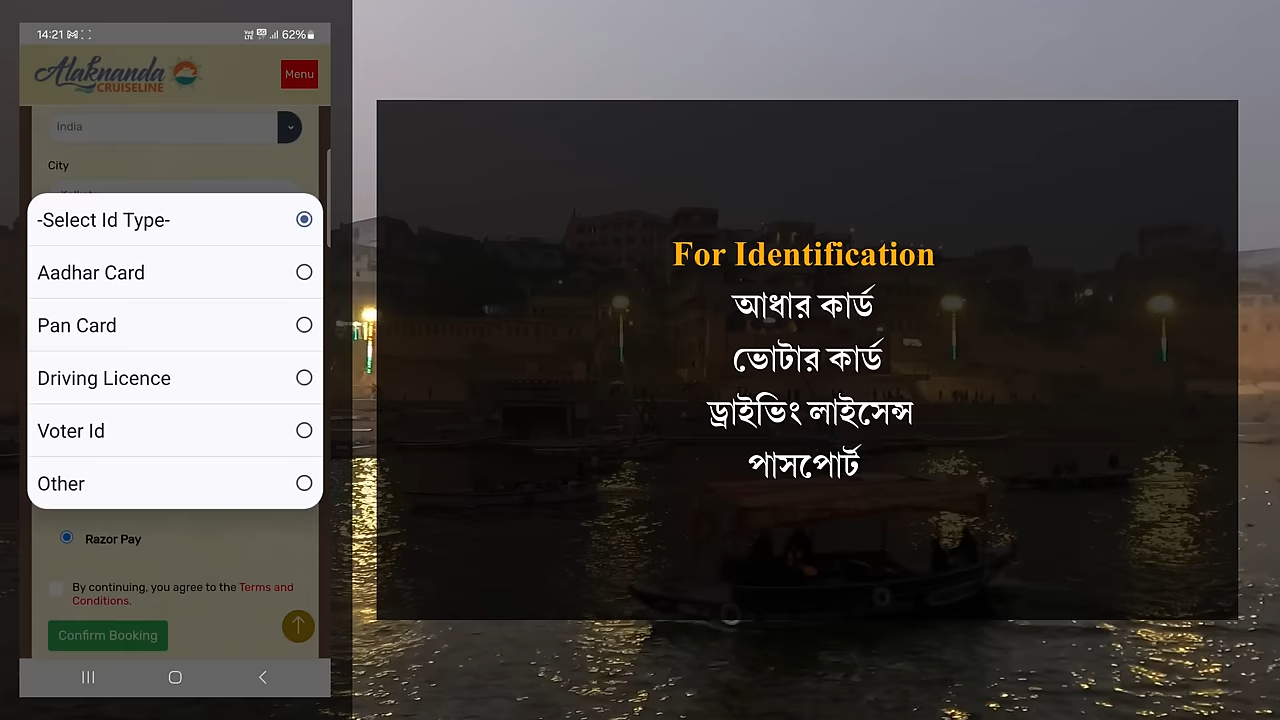 14:21
62%
Alaknanda
CRUISELINE
Menu
India
City
-Select Id Type-
Aadhar Card
Pan Card
Driving Licence
Voter Id
Other
Razor Pay
By continuing, you agree to the Terms and
Conditions.
Confirm Booking
For Identification
আধার কার্ড
ভোটার কার্ড
ড্রাইভিং লাইসেন্স
পাসপোর্ট